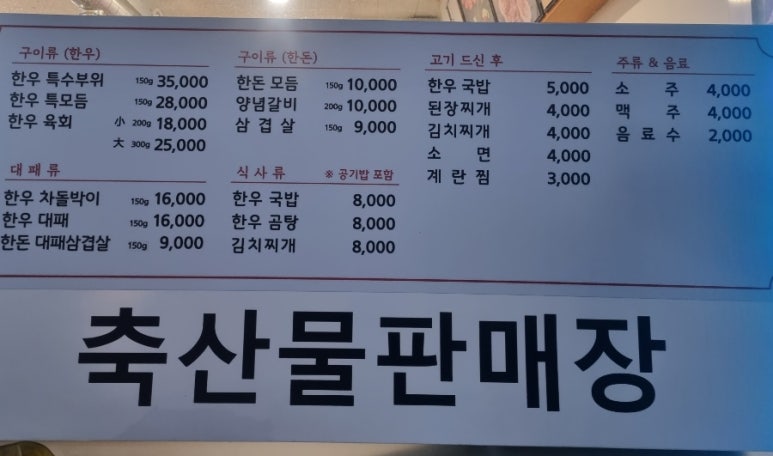 구이류 (한우)
한우 특수부위 150g 35,000
한우 특모듬 150g 28,000
한우 육회 小 200g 18,000
大 300g 25,000
대패류
한우 차돌박이 150g 16,000
한우 대패 150g 16,000
한돈 대패삼겹살 150g 9,000
구이류 (한돈)
한돈 모듬 150g 10,000
양념갈비 200g 10,000
삼겹살 150g 9,000
식사류 ※ 공기밥 포함
한우 국밥 8,000
한우 곰탕 8,000
김치찌개 8,000
고기 드신 후
한우 국밥 5,000
된장찌개 4,000
김치찌개 4,000
소면 4,000
계란찜 3,000
주류 & 음료
소주 4,000
맥주 4,000
음료수 2,000
축산물판매장